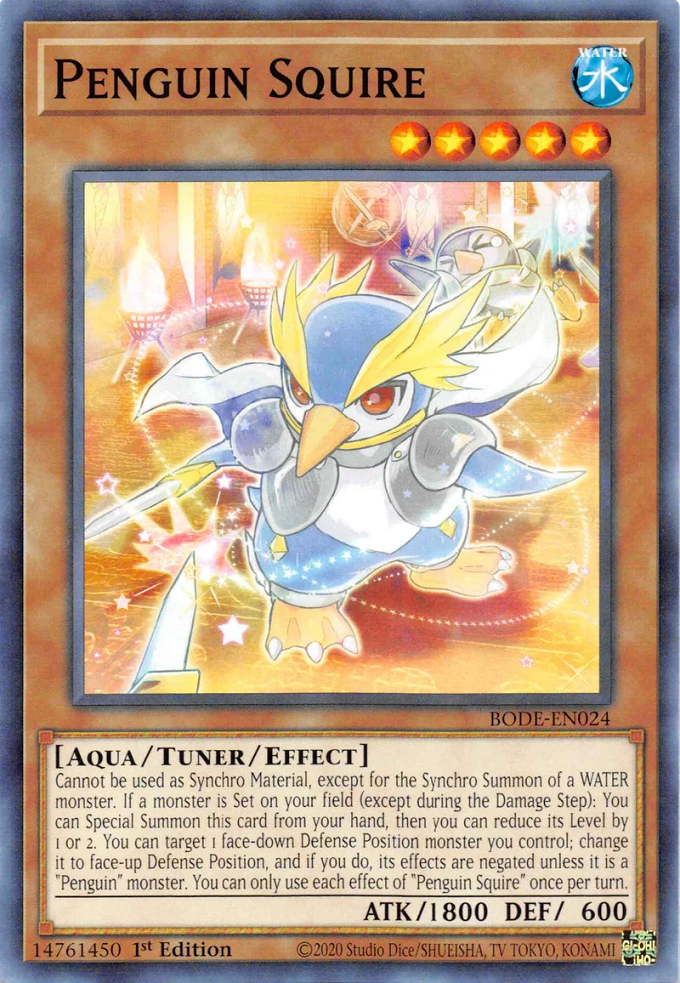 PENGUIN SQUIRE
WATER
水
BODE-EN024
[AQUA/TUNER/EFFECT]
Cannot be used as Synchro Material, except for the Synchro Summon of a WATER
monster. If a monster is Set on your field (except during the Damage Step): You
can Special Summon this card from your hand, then you can reduce its Level by
1 or 2. You can target 1 face-down Defense Position monster you control; change
it to face-up Defense Position, and if you do, its effects are negated unless it is a
"Penguin" monster. You can only use each effect of "Penguin Squire" once per turn.
ATK/1800 DEF/ 600
14761450 1st Edition ©2020 Studio Dice/SHUEISHA, TV TOKYO, KONAMI